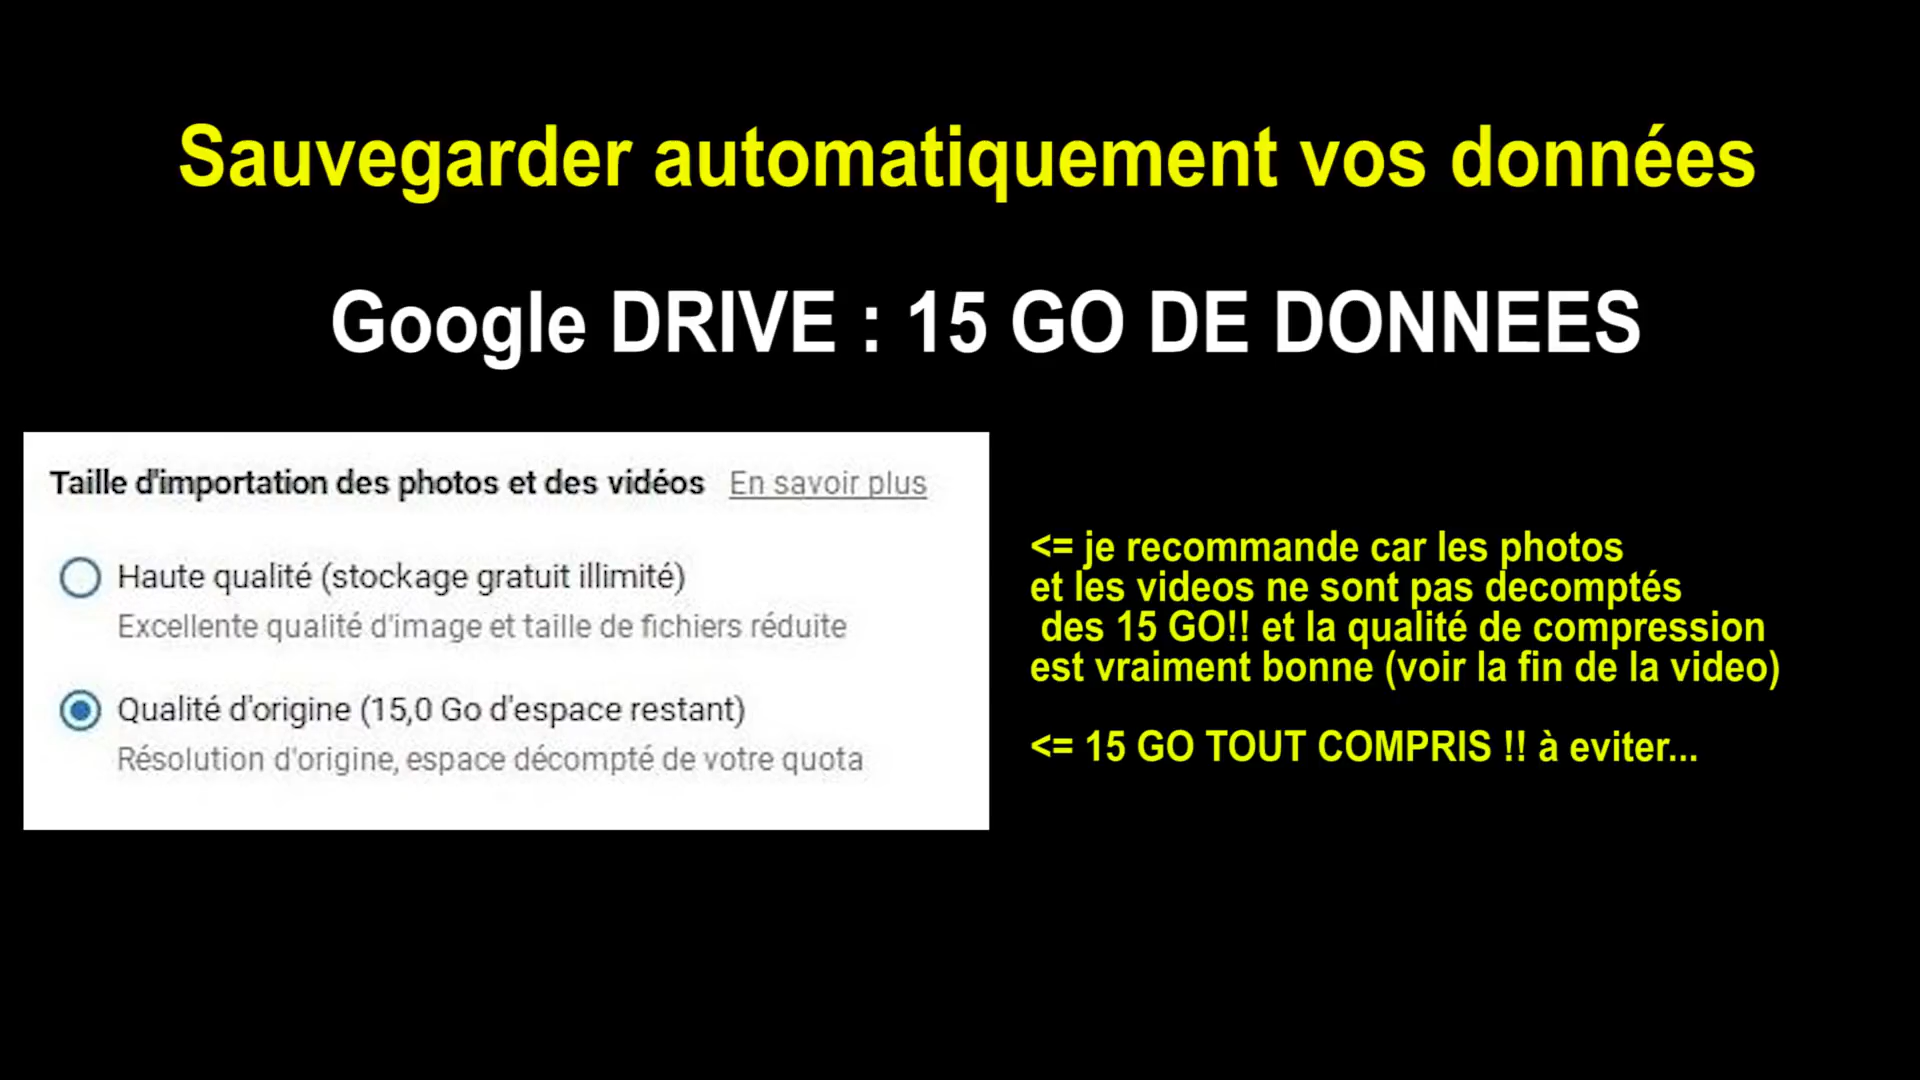 Sauvegarder automatiquement vos données
Google DRIVE : 15 GO DE DONNEES
Taille d'importation des photos et des vidéos En savoir plus
Haute qualité (stockage gratuit illimité)
Excellente qualité d'image et taille de fichiers réduite
Qualité d'origine (15,0 Go d'espace restant)
Résolution d'origine, espace décompté de votre quota
<= je recommande car les photos
et les videos ne sont pas decomptés
des 15 GO!! et la qualité de compression
est vraiment bonne (voir la fin de la video)
<= 15 GO TOUT COMPRIS !! à eviter...